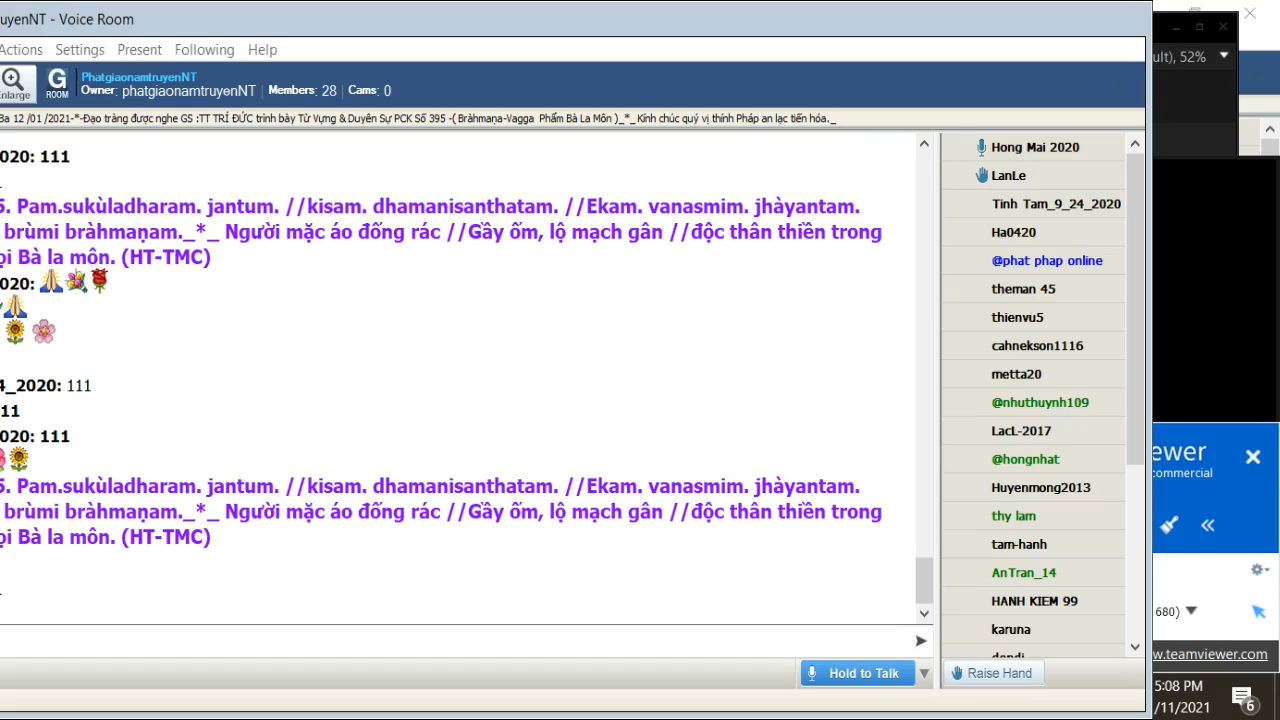 uyenNT - Voice Room
Actions Settings Present Following Help
ult), 52%
Enlarge
G
ROOM
PhatgiaonamtruyenNT
Owner: phatgiaonamtruyenNT | Members: 28 | Cams: 0
Ba 12 /01 /2021-*-Đạo tràng được nghe GS :TT TRÍ ĐỨC trình bày Từ Vựng & Duyên Sự PCK Số 395 -( Bràhmaṇa-Vagga Phẩm Bà La Môn )_*_Kính chúc quý vị thính Pháp an lạc tiến hóa._
020: 111
5. Pam.sukùladharam. jantum. //kisam. dhamanisanthatam. //Ekam. vanasmim. jhàyantam.
brùmi bràhmaṇam._*_ Người mặc áo đống rác //Gầy ốm, lộ mạch gân //độc thân thiền trong
ọi Bà la môn. (HT-TMC)
020:
4_2020: 111
11
020: 111
5. Pam.sukùladharam. jantum. //kisam. dhamanisanthatam. //Ekam. vanasmim. jhàyantam.
brùmi bràhmaṇam._*_ Người mặc áo đống rác //Gầy ốm, lộ mạch gân //độc thân thiền trong
ọi Bà la môn. (HT-TMC)
Hong Mai 2020
LanLe
Tinh Tam_9_24_2020
Ha0420
@phat phap online
theman 45
thienvu5
cahnekson1116
metta20
@nhuthuynh109
LacL-2017
@hongnhat
Huyenmong2013
thy lam
tam-hanh
AnTran_14
HANH KIEM 99
karuna
dendi
Hold to Talk
Raise Hand
ewer
commercial
680)
w.teamviewer.com
5:08 PM
/11/2021
6